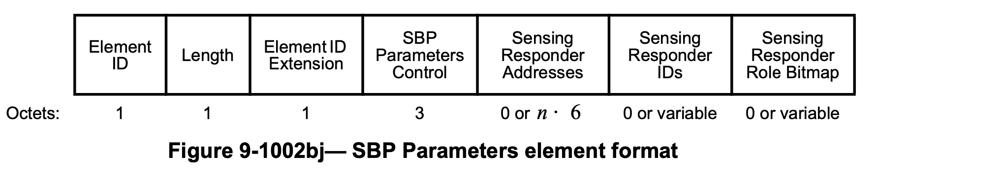 Element
ID
Length
Element ID
Extension
SBP
Parameters
Control
Sensing
Responder
Addresses
Sensing
Responder
IDs
Sensing
Responder
Role Bitmap
Octets: 1 1 1 3 0 or n · 6 0 or variable 0 or variable
Figure 9-1002bj— SBP Parameters element format